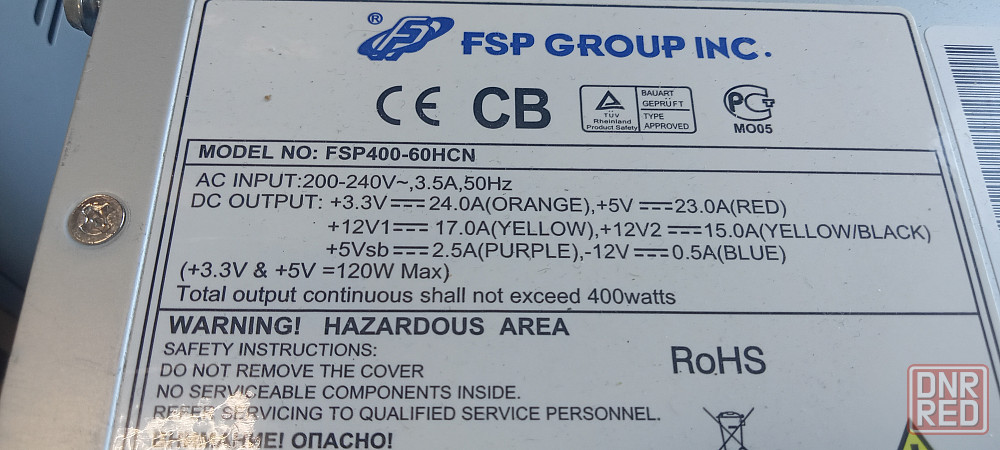 ® FSP GROUP INC.
CE CB TÜV Rheinland Product Safety BAUART GEPRÜFT TYPE APPROVED PCT MO05
MODEL NO: FSP400-60HCN
AC INPUT:200-240V~,3.5A,50Hz
DC OUTPUT: +3.3V⎓24.0A(ORANGE),+5V ⎓23.0A(RED)
+12V1⎓ 17.0A(YELLOW),+12V2 ⎓15.0A(YELLOW/BLACK)
+5Vsb⎓2.5A(PURPLE),-12V⎓0.5A(BLUE)
(+3.3V & +5V =120W Max)
Total output continuous shall not exceed 400watts
WARNING! HAZARDOUS AREA
SAFETY INSTRUCTIONS:
DO NOT REMOVE THE COVER
RoHS
NO SERVICEABLE COMPONENTS INSIDE.
REFER SERVICING TO QUALIFIED SERVICE PERSONNEL.
ВНИМАНИЕ! ОПАСНО!
DNR
RED